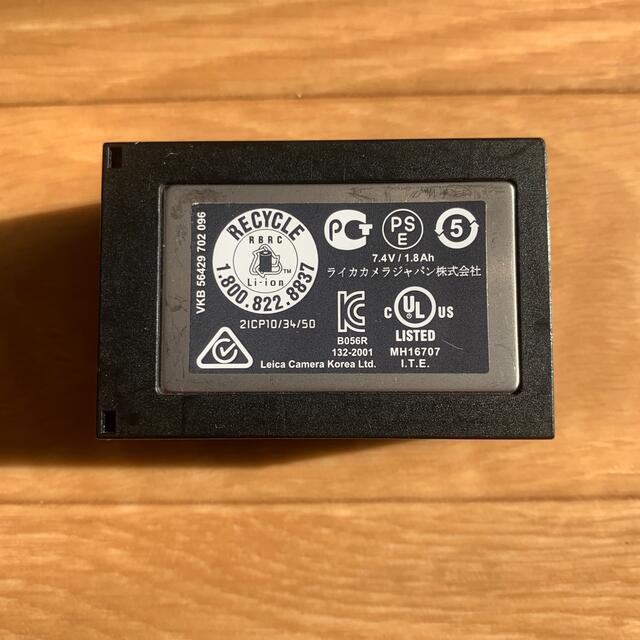 VKB 56429 702 096
RECYCLE
RBRC
Li-ion
TM
1.800.822.8837
2ICP10/34/50
PS
E
5
7.4V / 1.8Ah
ライカカメラジャパン株式会社
B056R
132-2001
Leica Camera Korea Ltd.
C UL US
LISTED
MH16707
I.T.E.